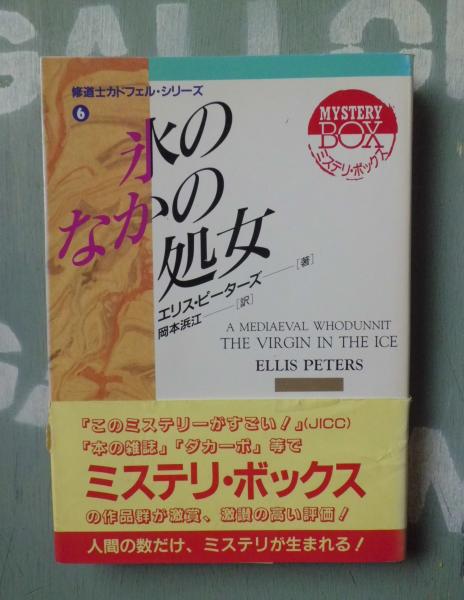 修道士カドフェル・シリーズ
6
氷の
なかの
処女
MYSTERY
BOX
ミステリ・ボックス
エリス・ピーターズ──[著]
岡本浜江──[訳]
A MEDIAEVAL WHODUNNIT
THE VIRGIN IN THE ICE
ELLIS PETERS
「このミステリーがすごい!」(JICC)
「本の雑誌」「ダカーポ」等で
ミステリ・ボックス
の作品群が激賞、激讃の高い評価!
人間の数だけ、ミステリが生まれる!